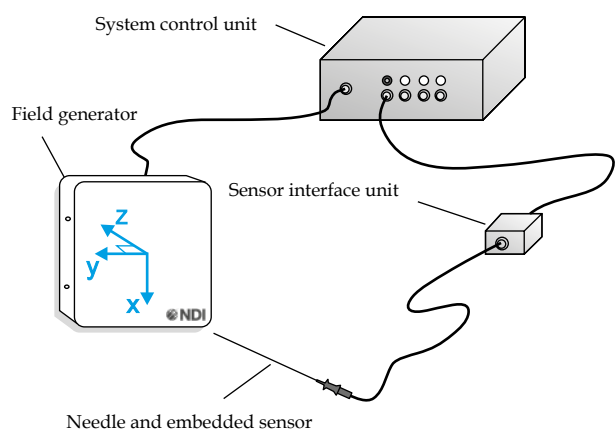 System control unit
Field generator
Sensor interface unit
z
y
x
NDI
Needle and embedded sensor